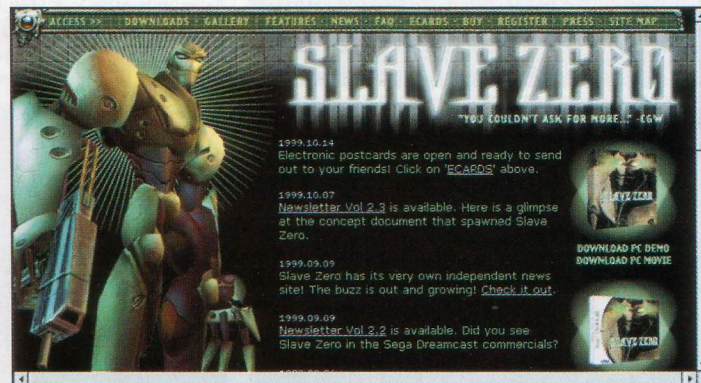 ACCESS >> DOWNLOADS · GALLERY · FEATURES · NEWS · FAQ · ECARDS · BUY · REGISTER · PRESS · SITE MAP
SLAVE ZERO
"YOU COULDN'T ASK FOR MORE..." -CGW
1999.10.14
Electronic postcards are open and ready to send
out to your friends! Click on 'ECARDS' above.
1999.10.07
Newsletter Vol 2.3 is available. Here is a glimpse
at the concept document that spawned Slave
Zero.
1999.09.09
Slave Zero has its very own independent news
site! The buzz is out and growing! Check it out.
1999.09.09
Newsletter Vol 2.2 is available. Did you see
Slave Zero in the Sega Dreamcast commercials?
SLAVE ZERO
DOWNLOAD PC DEMO
DOWNLOAD PC MOVIE
SLAVE ZERO